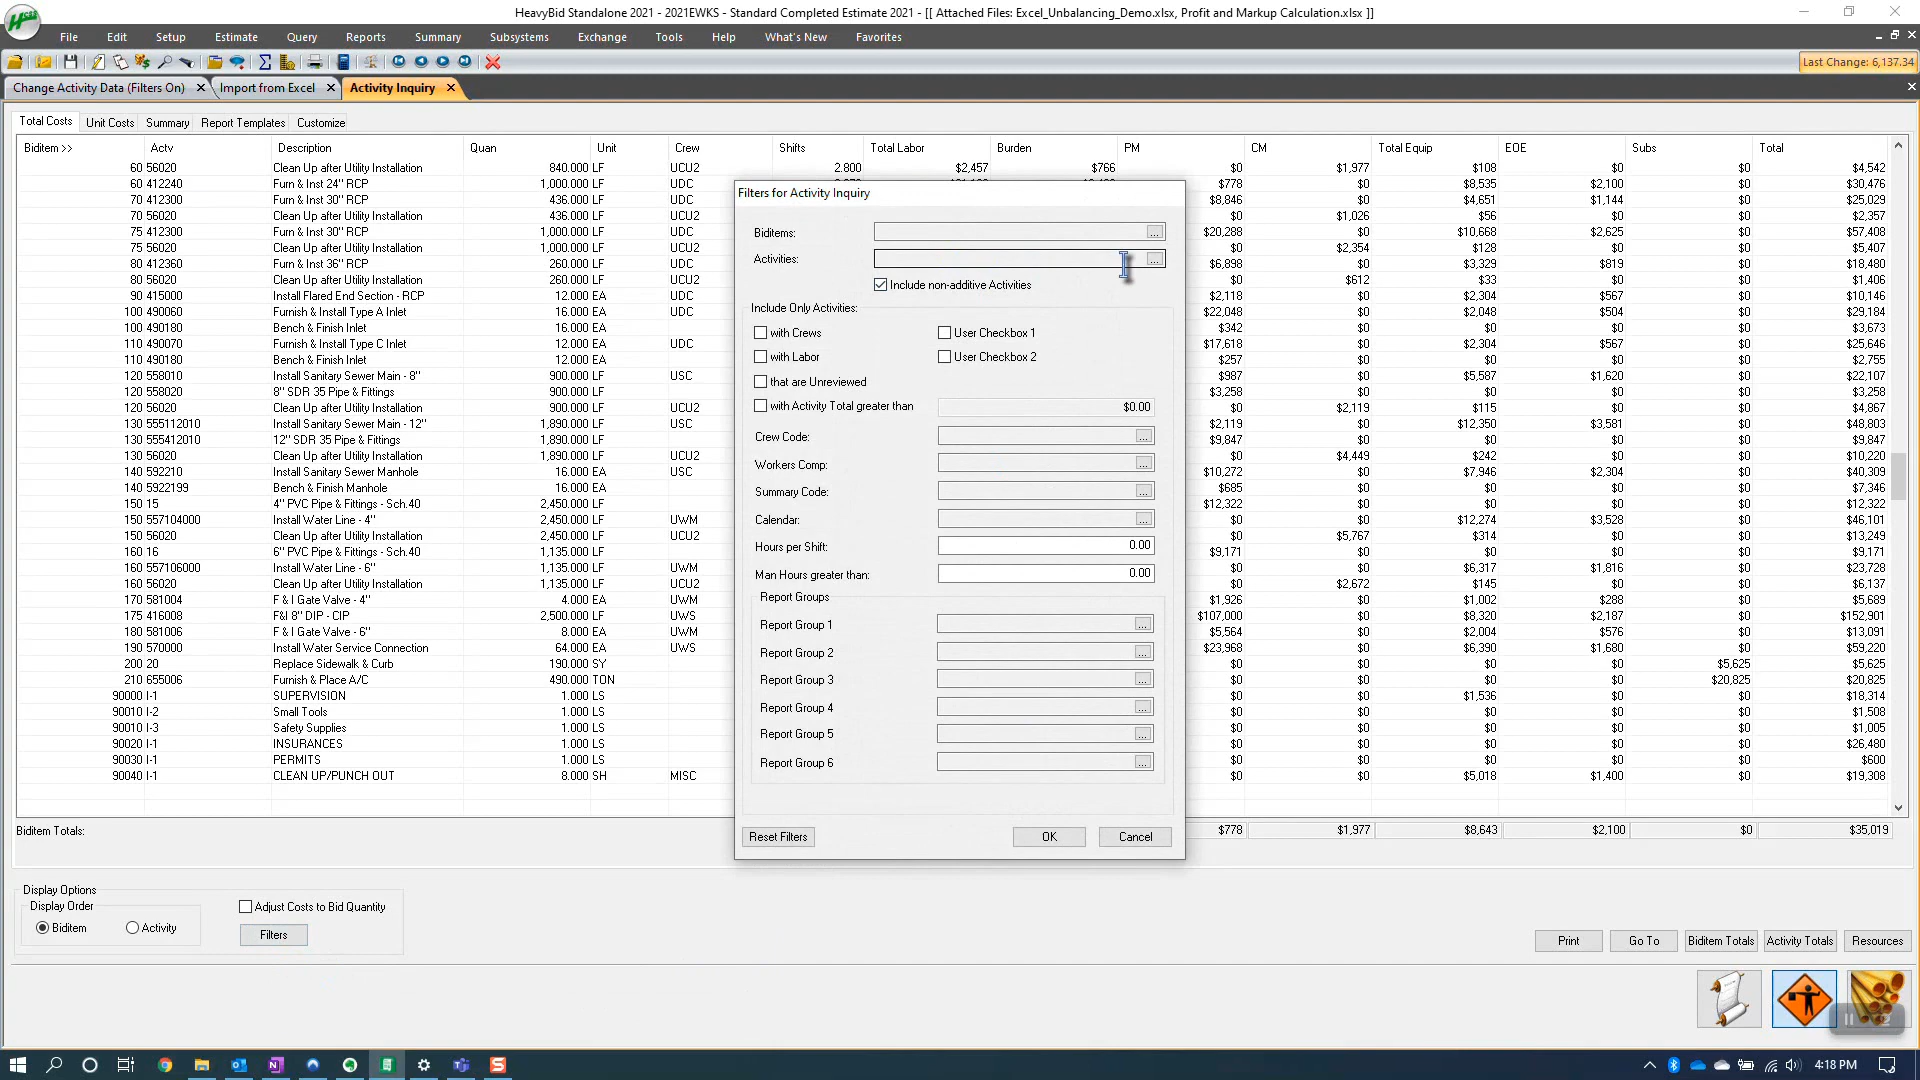 HeavyBid Standalone 2021 - 2021EWKS - Standard Completed Estimate 2021 - [[ Attached Files: Excel_Unbalancing_Demo.xlsx, Profit and Markup Calculation.xlsx ]]
File Edit Setup Estimate Query Reports Summary Subsystems Exchange Tools Help What's New Favorites
Last Change: 6,137.34
Change Activity Data (Filters On) Import from Excel Activity Inquiry
Total Costs Unit Costs Summary Report Templates Customize
Biditem >> Actv Description Quan Unit Crew Shifts Total Labor Burden PM CM Total Equip EOE Subs Total
60 56020 Clean Up after Utility Installation 840.000 LF UCU2 2.800 $2,457 $766 $0 $1,977 $108 $0 $0 $4,542
60 412240 Furn & Inst 24" RCP 1,000.000 LF UDC $778 $0 $8,535 $2,100 $0 $30,476
70 412300 Furn & Inst 30" RCP 436.000 LF UDC $8,846 $0 $4,651 $1,144 $0 $25,029
70 56020 Clean Up after Utility Installation 436.000 LF UCU2 $0 $1,026 $56 $0 $0 $2,357
75 412300 Furn & Inst 30" RCP 1,000.000 LF UDC $20,288 $0 $10,668 $2,625 $0 $57,408
75 56020 Clean Up after Utility Installation 1,000.000 LF UCU2 $0 $2,354 $128 $0 $0 $5,407
80 412360 Furn & Inst 36" RCP 260.000 LF UDC $6,898 $0 $3,329 $819 $0 $18,480
80 56020 Clean Up after Utility Installation 260.000 LF UCU2 $0 $612 $33 $0 $0 $1,406
90 415000 Install Flared End Section - RCP 12.000 EA UDC $2,118 $0 $2,304 $567 $0 $10,146
100 490060 Furnish & Install Type A Inlet 16.000 EA UDC $22,048 $0 $2,048 $504 $0 $29,184
100 490180 Bench & Finish Inlet 16.000 EA $342 $0 $0 $0 $0 $3,673
110 490070 Furnish & Install Type C Inlet 12.000 EA UDC $17,618 $0 $2,304 $567 $0 $25,646
110 490180 Bench & Finish Inlet 12.000 EA $257 $0 $0 $0 $0 $2,755
120 558010 Install Sanitary Sewer Main - 8" 900.000 LF USC $987 $0 $5,587 $1,620 $0 $22,107
120 558020 8" SDR 35 Pipe & Fittings 900.000 LF $3,258 $0 $0 $0 $0 $3,258
120 56020 Clean Up after Utility Installation 900.000 LF UCU2 $0 $2,119 $115 $0 $0 $4,867
130 555112010 Install Sanitary Sewer Main - 12" 1,890.000 LF USC $2,119 $0 $12,350 $3,581 $0 $48,803
130 555412010 12" SDR 35 Pipe & Fittings 1,890.000 LF $9,847 $0 $0 $0 $0 $9,847
130 56020 Clean Up after Utility Installation 1,890.000 LF UCU2 $0 $4,449 $242 $0 $0 $10,220
140 592210 Install Sanitary Sewer Manhole 16.000 EA USC $10,272 $0 $7,946 $2,304 $0 $40,309
140 5922199 Bench & Finish Manhole 16.000 EA $685 $0 $0 $0 $0 $7,346
150 15 4" PVC Pipe & Fittings - Sch.40 2,450.000 LF $12,322 $0 $0 $0 $0 $12,322
150 557104000 Install Water Line - 4" 2,450.000 LF UWM $0 $0 $12,274 $3,528 $0 $46,101
150 56020 Clean Up after Utility Installation 2,450.000 LF UCU2 $0 $5,767 $314 $0 $0 $13,249
160 16 6" PVC Pipe & Fittings - Sch.40 1,135.000 LF $9,171 $0 $0 $0 $0 $9,171
160 557106000 Install Water Line - 6" 1,135.000 LF UWM $0 $0 $6,317 $1,816 $0 $23,728
160 56020 Clean Up after Utility Installation 1,135.000 LF UCU2 $0 $2,672 $145 $0 $0 $6,137
170 581004 F & I Gate Valve - 4" 4.000 EA UWM $1,926 $0 $1,002 $288 $0 $5,689
175 416008 F&I 8" DIP - CIP 2,500.000 LF UWS $107,000 $0 $8,320 $2,187 $0 $152,901
180 581006 F & I Gate Valve - 6" 8.000 EA UWM $5,564 $0 $2,004 $576 $0 $13,091
190 570000 Install Water Service Connection 64.000 EA UWS $23,968 $0 $6,390 $1,680 $0 $59,220
200 20 Replace Sidewalk & Curb 190.000 SY $0 $0 $0 $0 $5,625 $5,625
210 655006 Furnish & Place A/C 490.000 TON $0 $0 $0 $0 $20,825 $20,825
90000 I-1 SUPERVISION 1.000 LS $0 $0 $1,536 $0 $0 $18,314
90010 I-2 Small Tools 1.000 LS $0 $0 $0 $0 $0 $1,508
90010 I-3 Safety Supplies 1.000 LS $0 $0 $0 $0 $0 $1,005
90020 I-1 INSURANCES 1.000 LS $0 $0 $0 $0 $0 $26,480
90030 I-1 PERMITS 1.000 LS $0 $0 $0 $0 $0 $600
90040 I-1 CLEAN UP/PUNCH OUT 8.000 SH MISC $0 $0 $5,018 $1,400 $0 $19,308
Biditem Totals: $778 $1,977 $8,643 $2,100 $0 $35,019
Filters for Activity Inquiry
Biditems: ...
Activities: ...
Include non-additive Activities
Include Only Activities:
with Crews User Checkbox 1
with Labor User Checkbox 2
that are Unreviewed
with Activity Total greater than $0.00
Crew Code: ...
Workers Comp: ...
Summary Code: ...
Calendar: ...
Hours per Shift: 0.00
Man Hours greater than: 0.00
Report Groups
Report Group 1 ...
Report Group 2 ...
Report Group 3 ...
Report Group 4 ...
Report Group 5 ...
Report Group 6 ...
Reset Filters OK Cancel
Display Options
Display Order
Biditem Activity
Adjust Costs to Bid Quantity
Filters
Print Go To Biditem Totals Activity Totals Resources
4:18 PM